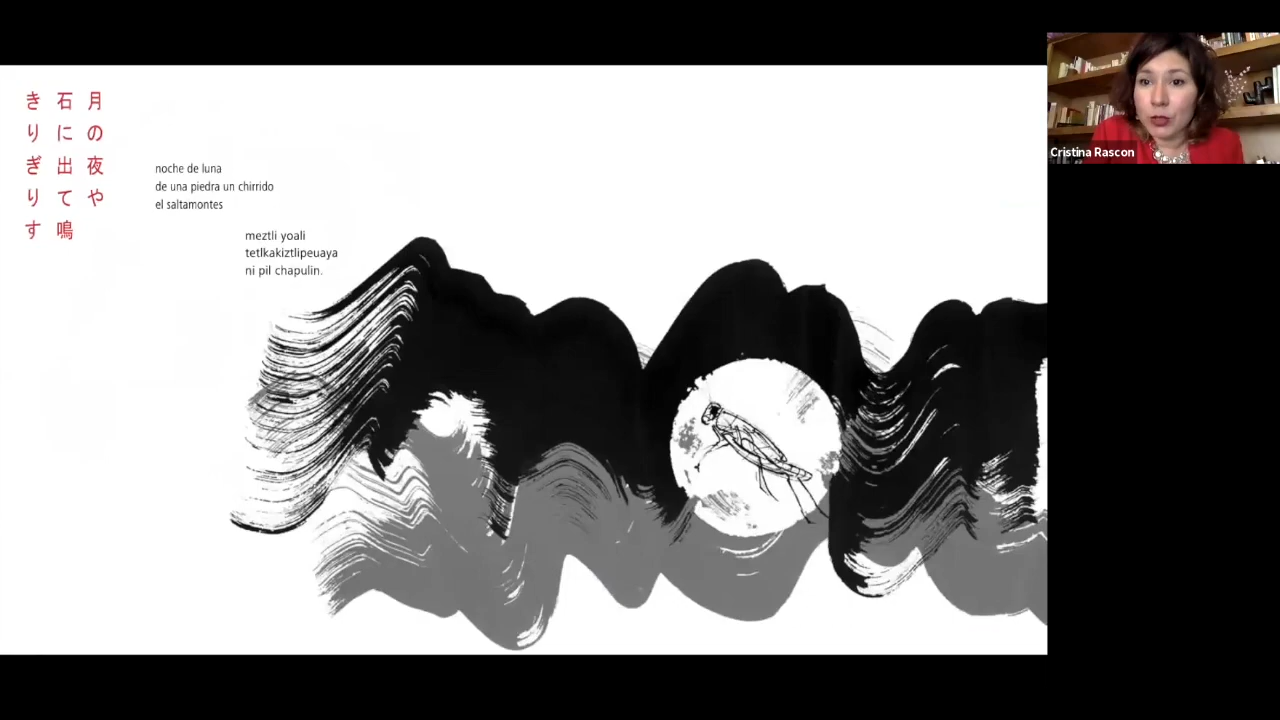 月の夜や
石に出て鳴
きりぎりす
noche de luna
de una piedra un chirrido
el saltamontes
meztli yoali
tetlkakiztlipeuaya
ni pil chapulin.
Cristina Rascon